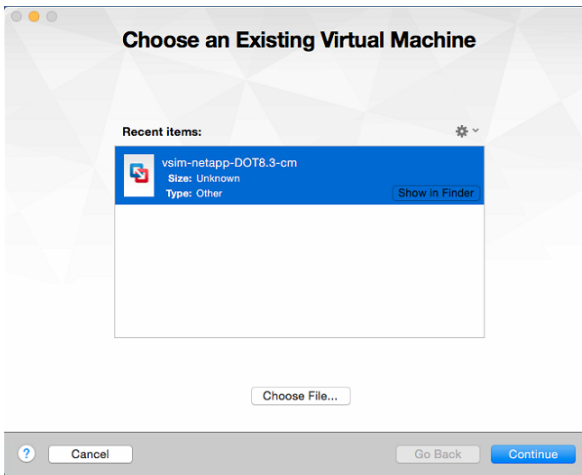 Choose an Existing Virtual Machine
Recent items:
vsim-netapp-DOT8.3-cm
Size: Unknown
Type: Other
Show in Finder
Choose File...
? Cancel Go Back Continue